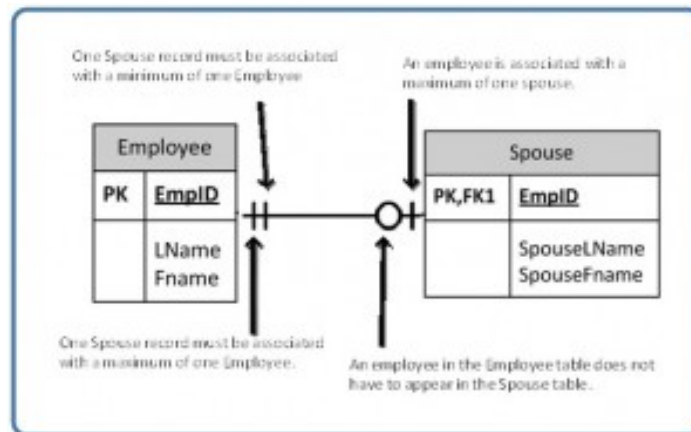 One Spouse record must be associated
with a minimum of one Employee
An employee is associated with a
maximum of one spouse.
Employee
PK EmpID
LName
Fname
Spouse
PK,FK1 EmpID
SpouseLName
SpouseFname
One Spouse record must be associated
with a maximum of one Employee.
An employee in the Employee table does not
have to appear in the Spouse table.